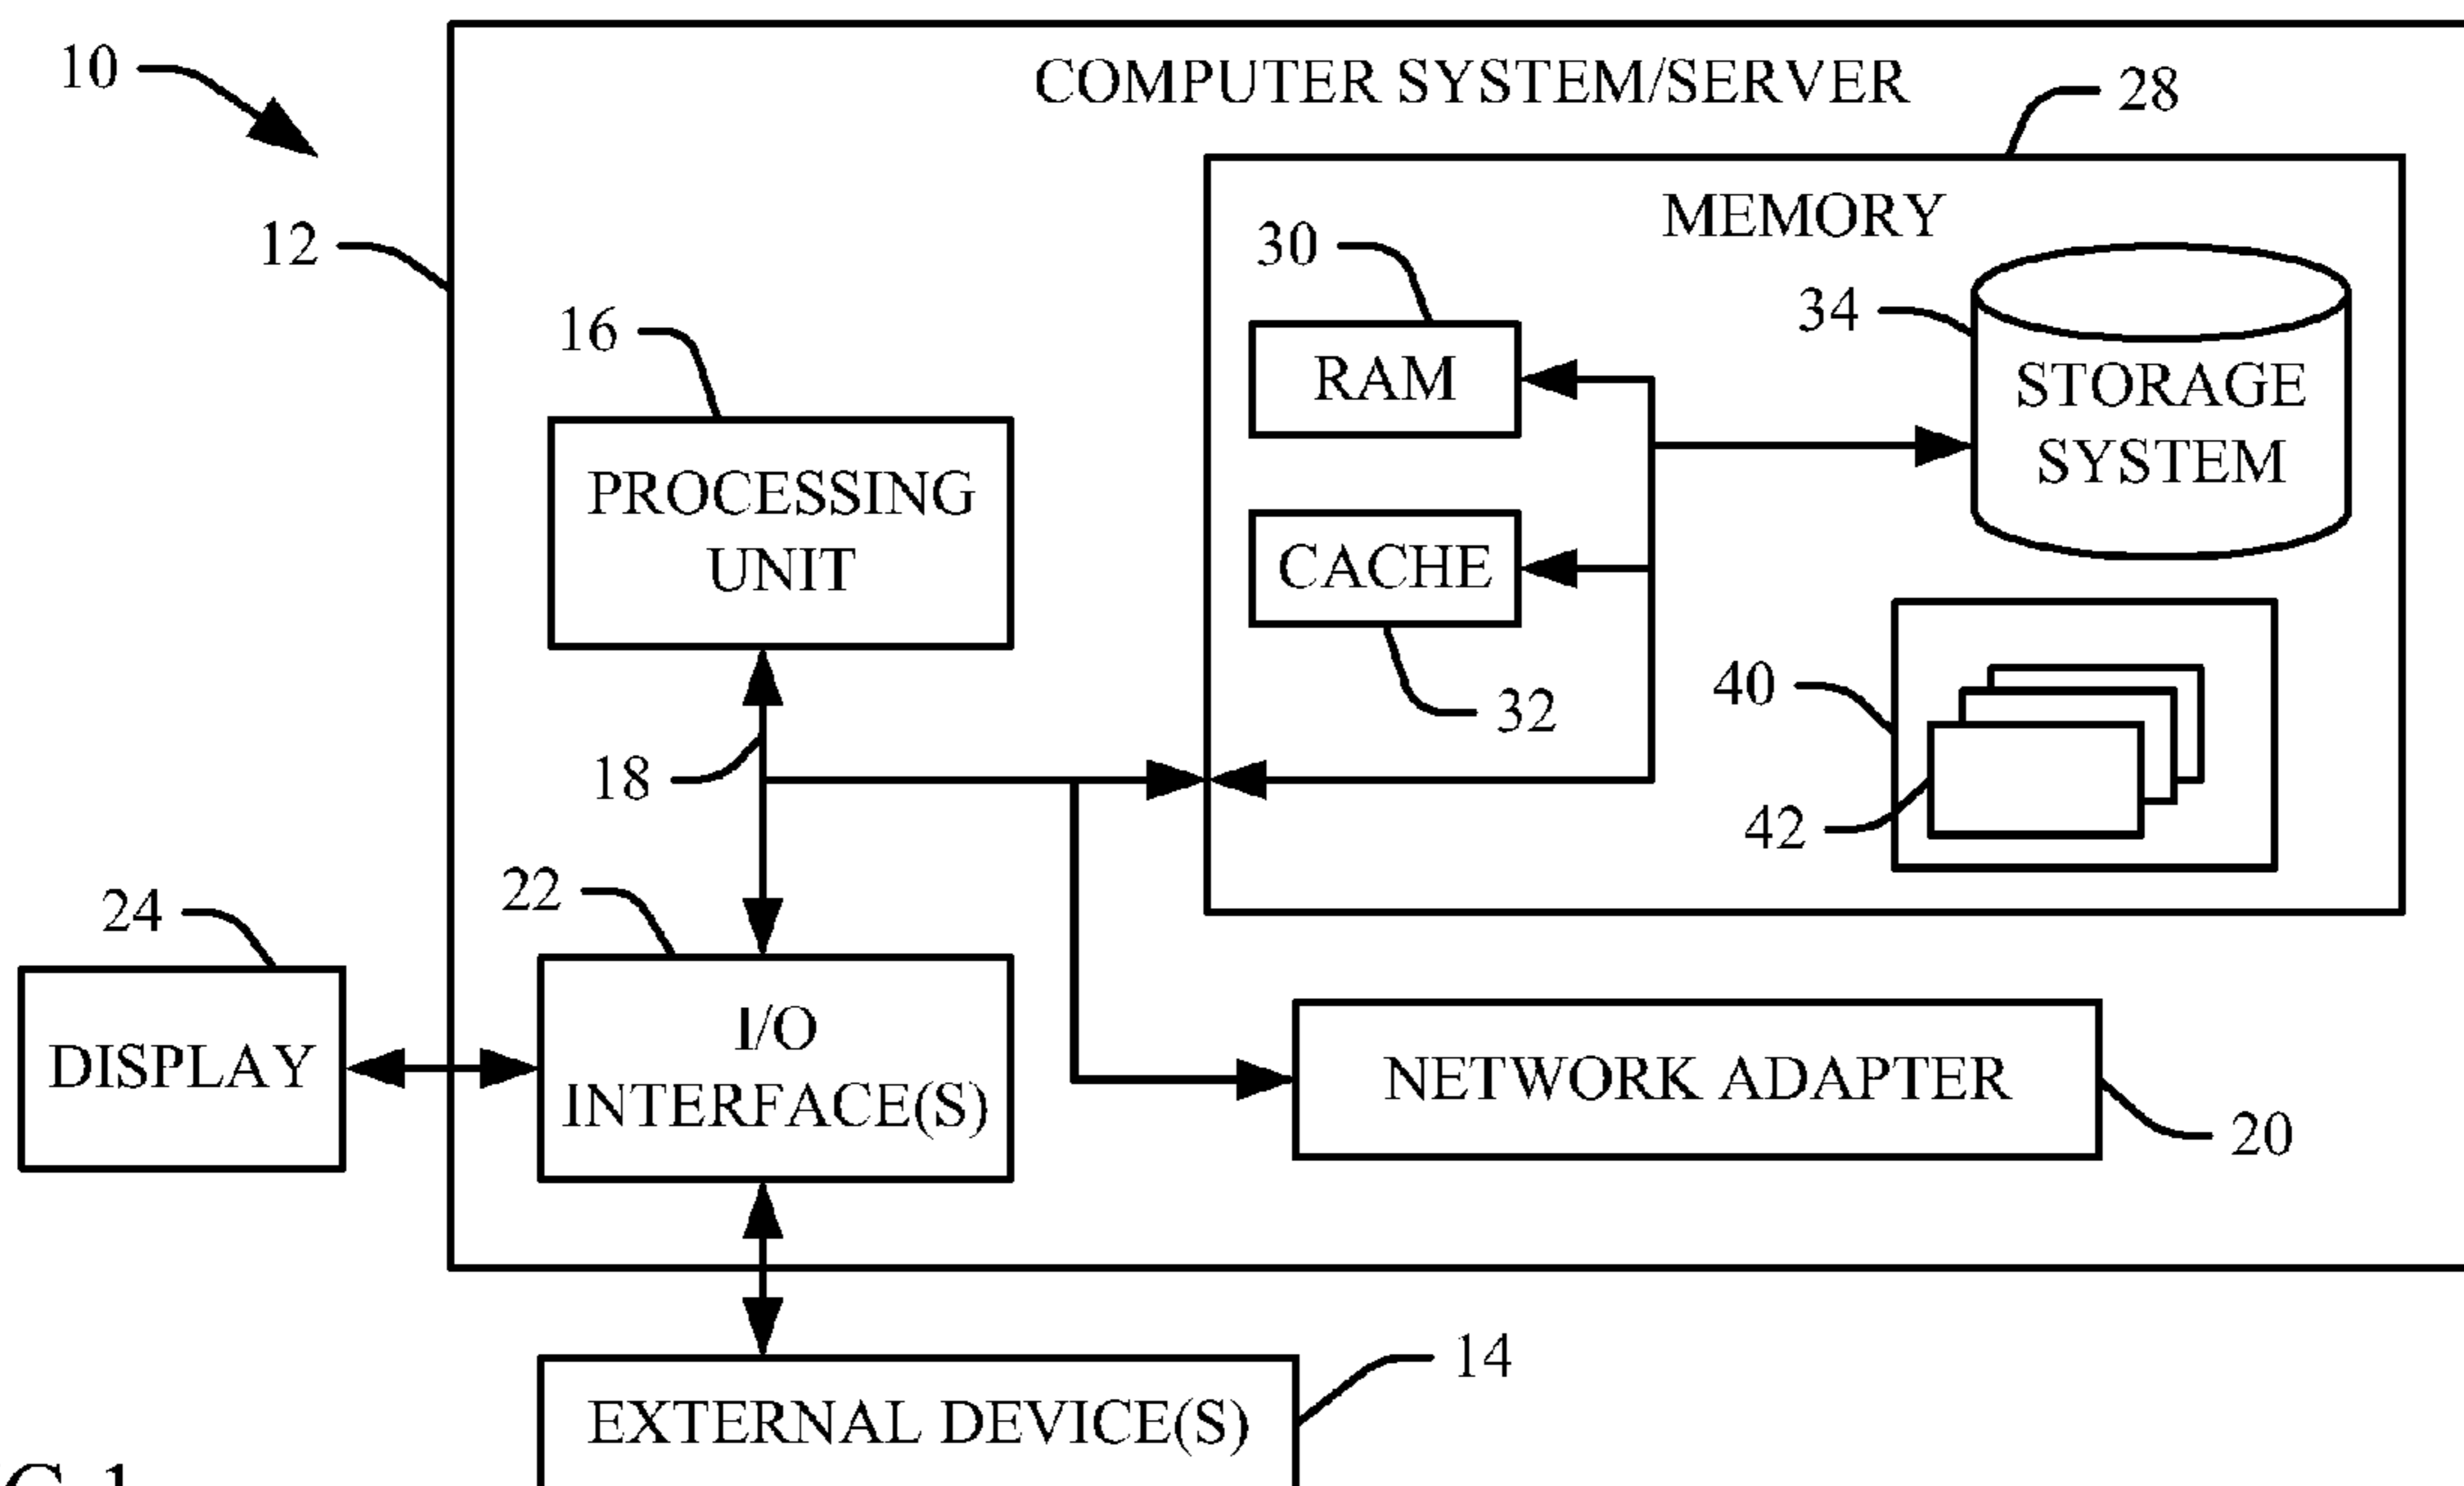 10
COMPUTER SYSTEM/SERVER
28
MEMORY
12
30
34
16
RAM
STORAGE
SYSTEM
PROCESSING
UNIT
CACHE
40
32
18
42
22
24
I/O
INTERFACE(S)
DISPLAY
NETWORK ADAPTER
20
14
EXTERNAL DEVICE(S)